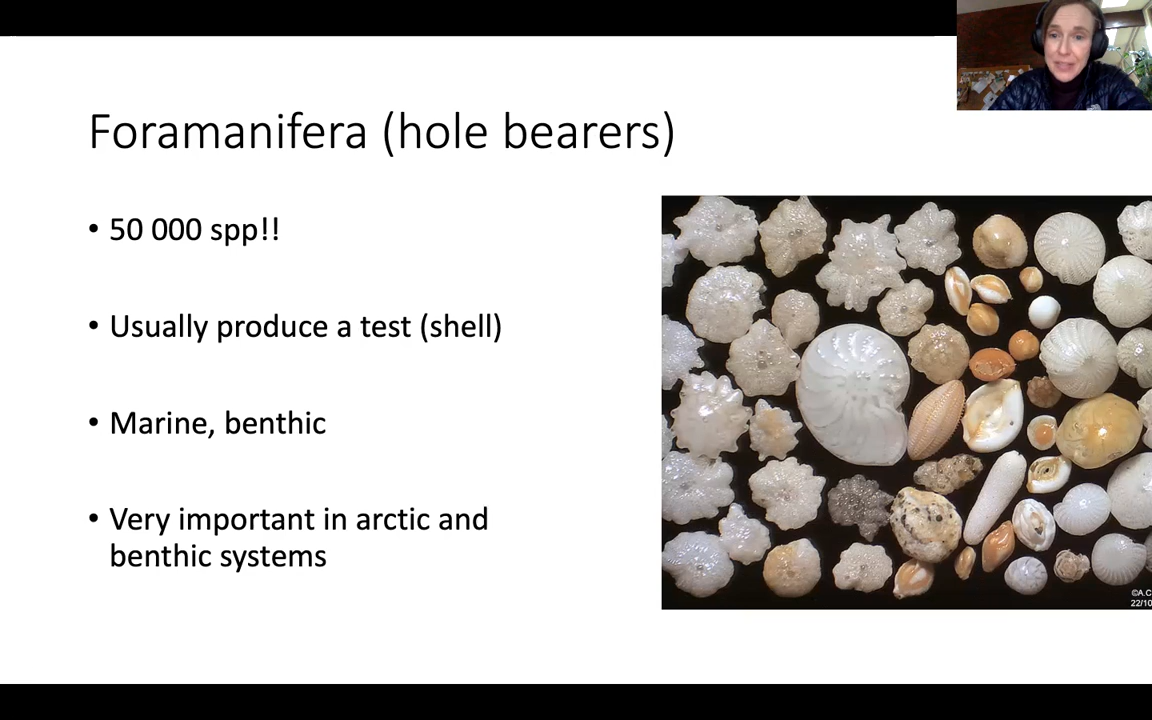 Foramanifera (hole bearers)
• 50 000 spp!!
• Usually produce a test (shell)
• Marine, benthic
• Very important in arctic and
benthic systems
©A.C
22/10